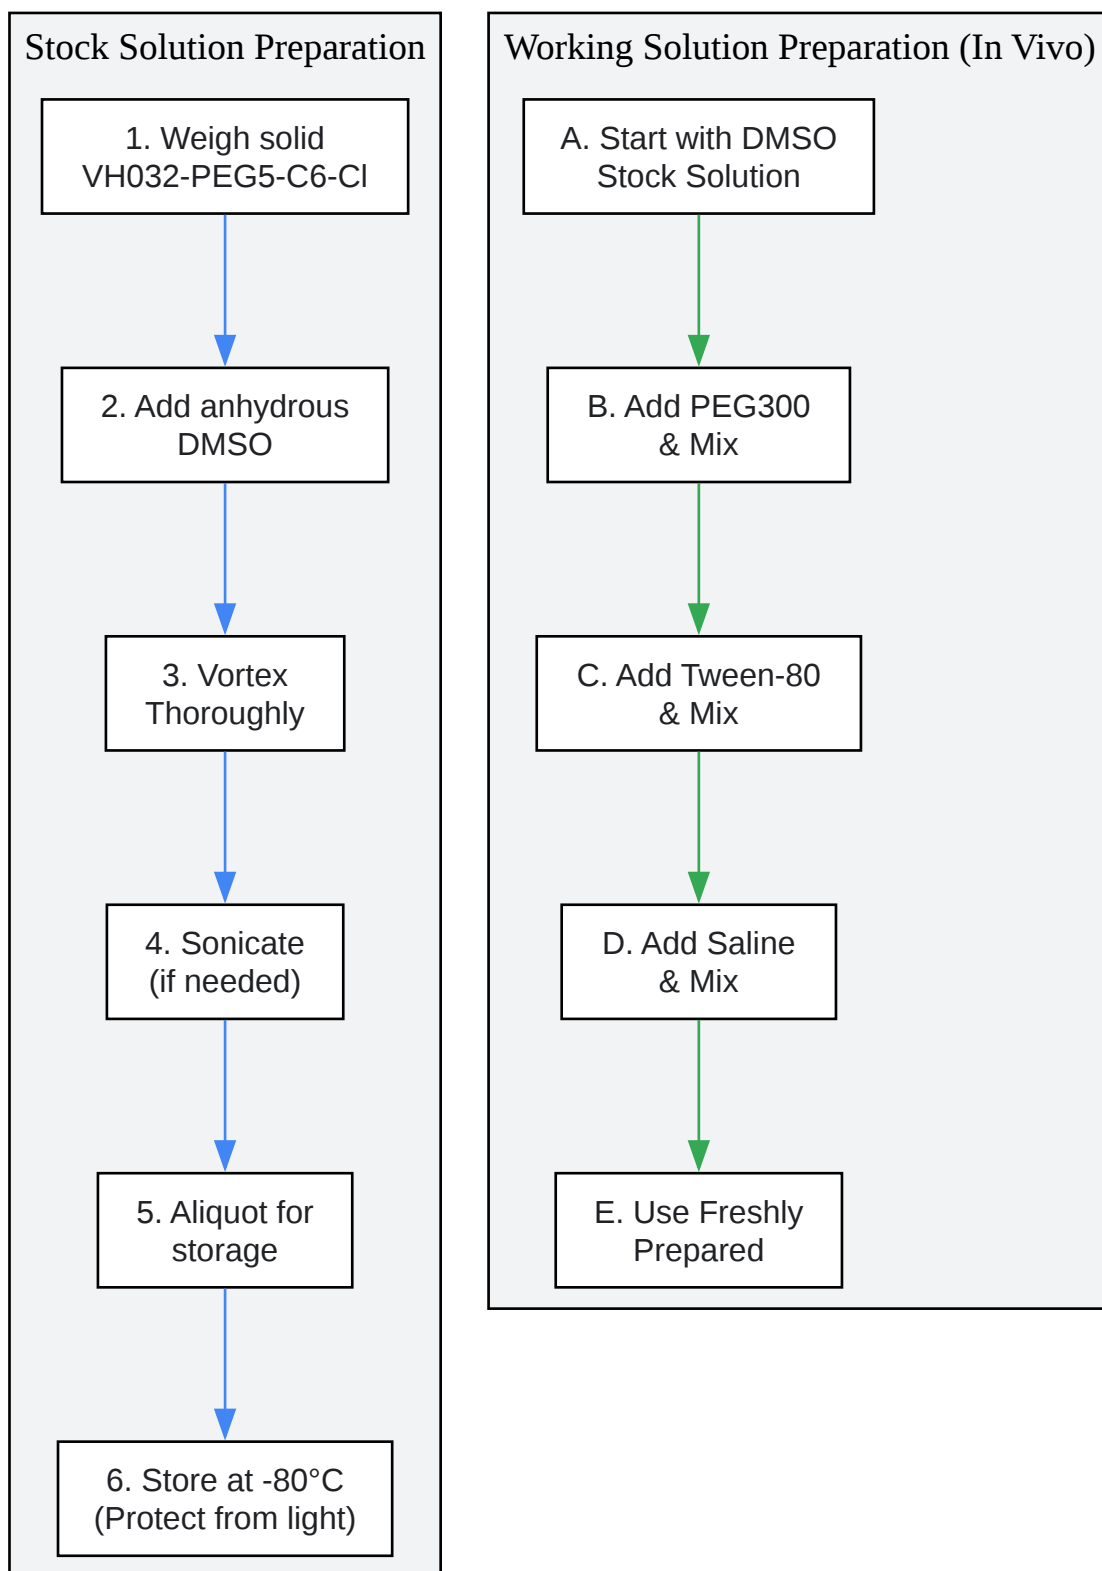 Stock Solution Preparation
1. Weigh solid
VH032-PEG5-C6-Cl
2. Add anhydrous
DMSO
3. Vortex
Thoroughly
4. Sonicate
(if needed)
5. Aliquot for
storage
6. Store at -80°C
(Protect from light)
Working Solution Preparation (In Vivo)
A. Start with DMSO
Stock Solution
B. Add PEG300
& Mix
C. Add Tween-80
& Mix
D. Add Saline
& Mix
E. Use Freshly
Prepared